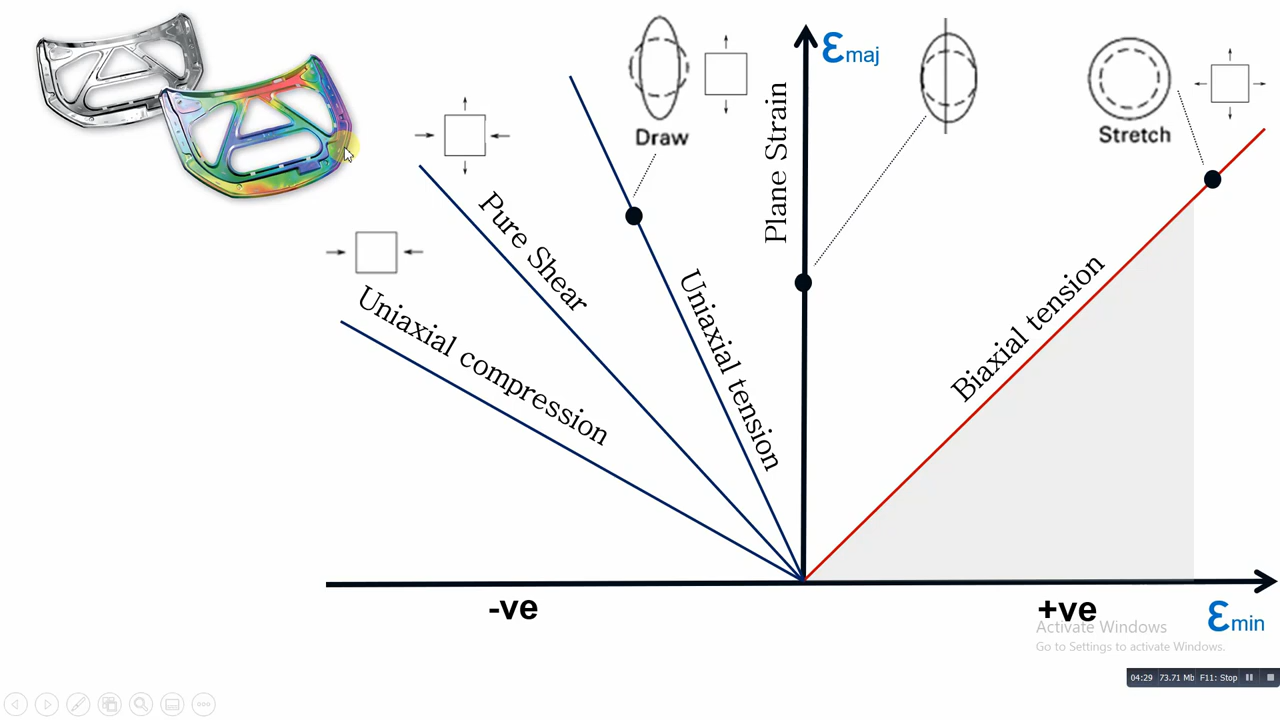 εmaj
Draw
Plane Strain
Stretch
Pure Shear
Uniaxial compression
Uniaxial tension
Biaxial tension
-ve
+ve
εmin
Activate Windows
Go to Settings to activate Windows.
04:29 73.71 Mb F11: Stop